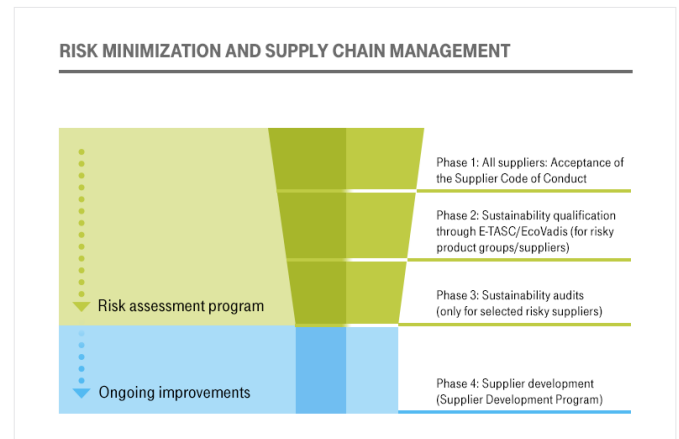 RISK MINIMIZATION AND SUPPLY CHAIN MANAGEMENT
Phase 1: All suppliers: Acceptance of
the Supplier Code of Conduct
Phase 2: Sustainability qualification
through E-TASC/EcoVadis (for risky
product groups/suppliers)
Risk assessment program
Phase 3: Sustainability audits
(only for selected risky suppliers)
Ongoing improvements
Phase 4: Supplier development
(Supplier Development Program)